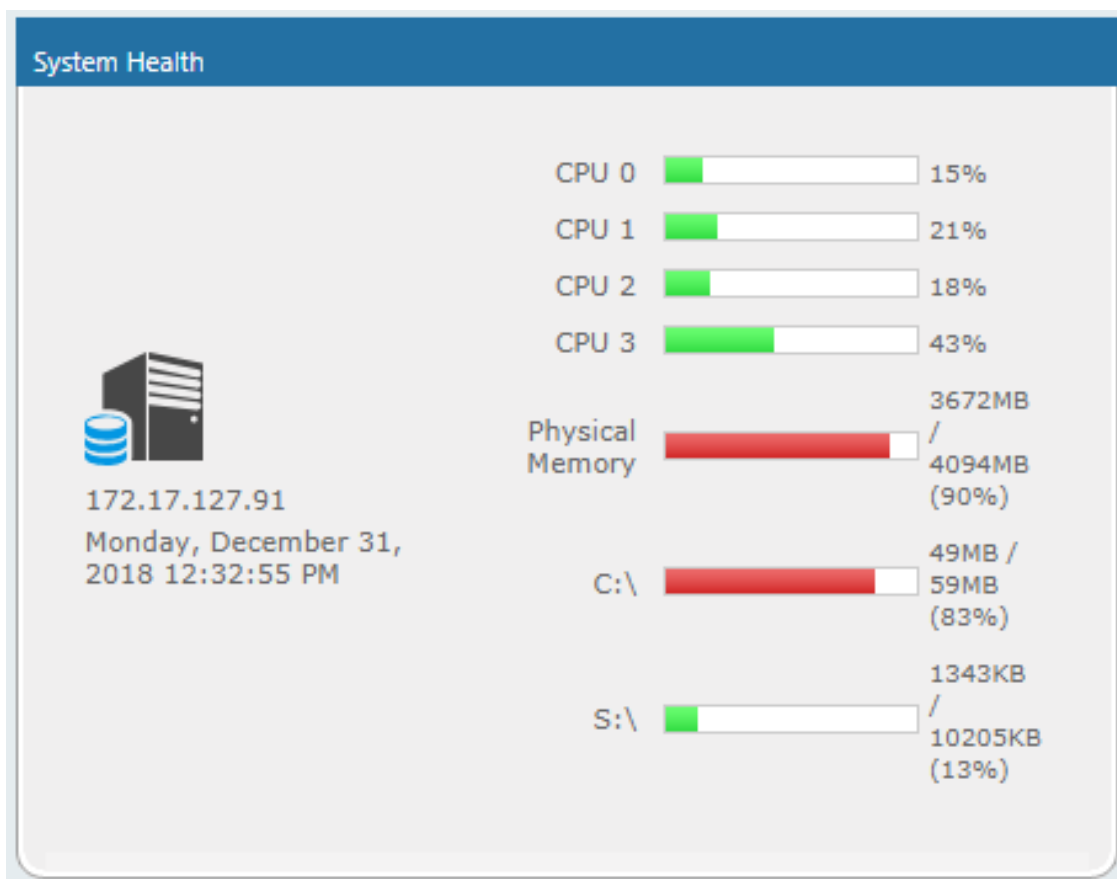 System Health
CPU 0
15%
CPU 1
21%
CPU 2
18%
CPU 3
43%
Physical
Memory
3672MB
/
4094MB
(90%)
172.17.127.91
Monday, December 31,
2018 12:32:55 PM
C:\
49MB /
59MB
(83%)
S:\
1343KB
/
10205KB
(13%)